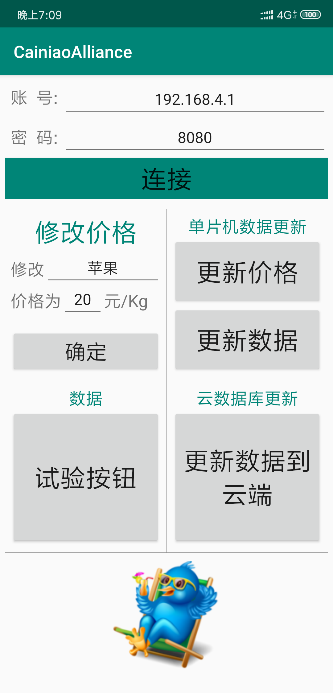 晚上7:09
4G
100
CainiaoAlliance
账 号: 192.168.4.1
密 码: 8080
连接
修改价格
修改 苹果
价格为 20 元/Kg
确定
数据
试验按钮
单片机数据更新
更新价格
更新数据
云数据库更新
更新数据到
云端